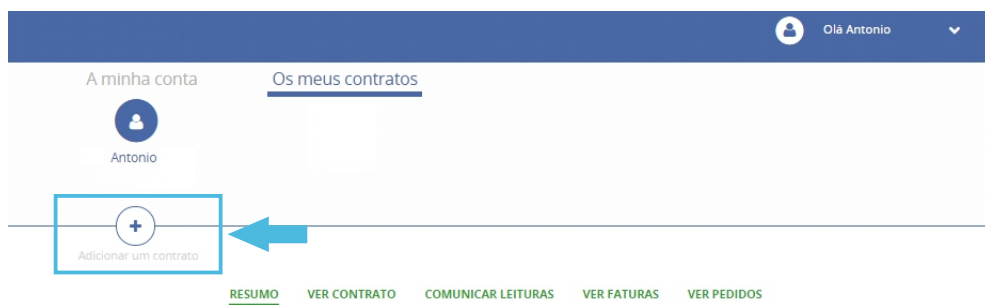 Olá Antonio
A minha conta Os meus contratos
Antonio
Adicionar um contrato
RESUMO VER CONTRATO COMUNICAR LEITURAS VER FATURAS VER PEDIDOS